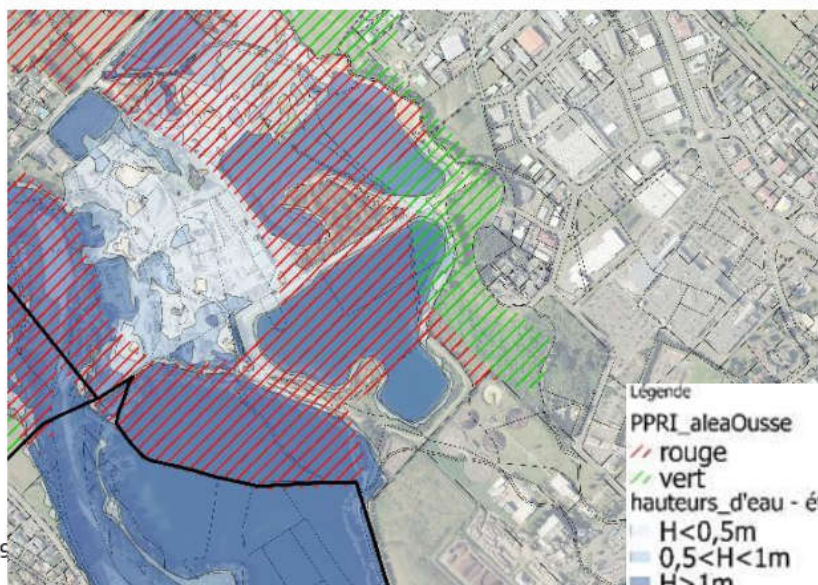 Légende
PPRI_aleaOusse
rouge
vert
hauteurs_d'eau - é
H<0,5m
0,5<H<1m
H>1m